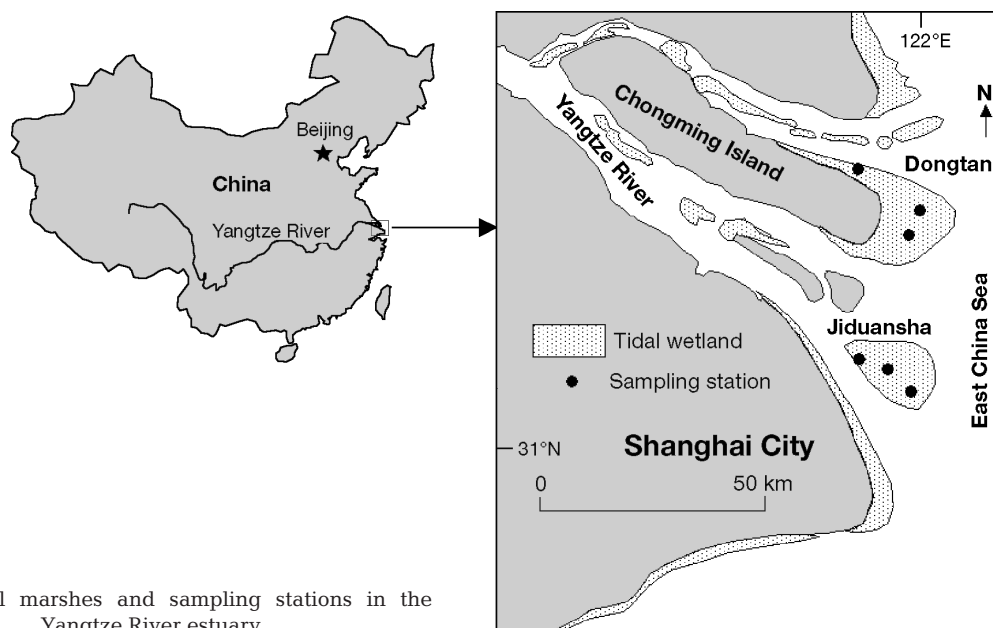 Beijing
China
Yangtze River
122°E
N
Chongming Island
Yangtze River
Dongtan
East China Sea
Jiduansha
Tidal wetland
Sampling station
31°N
Shanghai City
0 50 km
marshes and sampling stations in the
Yangtze River estuary